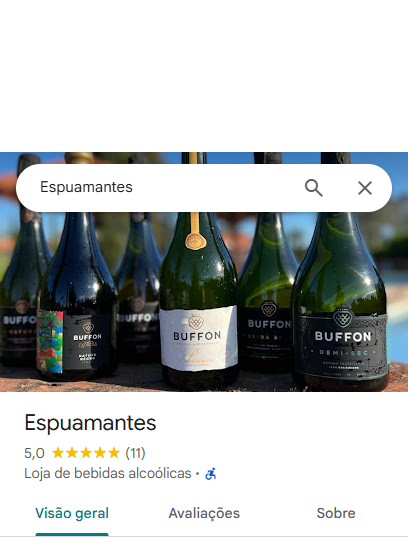 Espuamantes
BUFFON
BUFFON
BUFFON
BUFFON
BUFFON
BUFFON
DEMI-SEC
Espuamantes
5,0 (11)
Loja de bebidas alcoólicas ·
Visão geral Avaliações Sobre